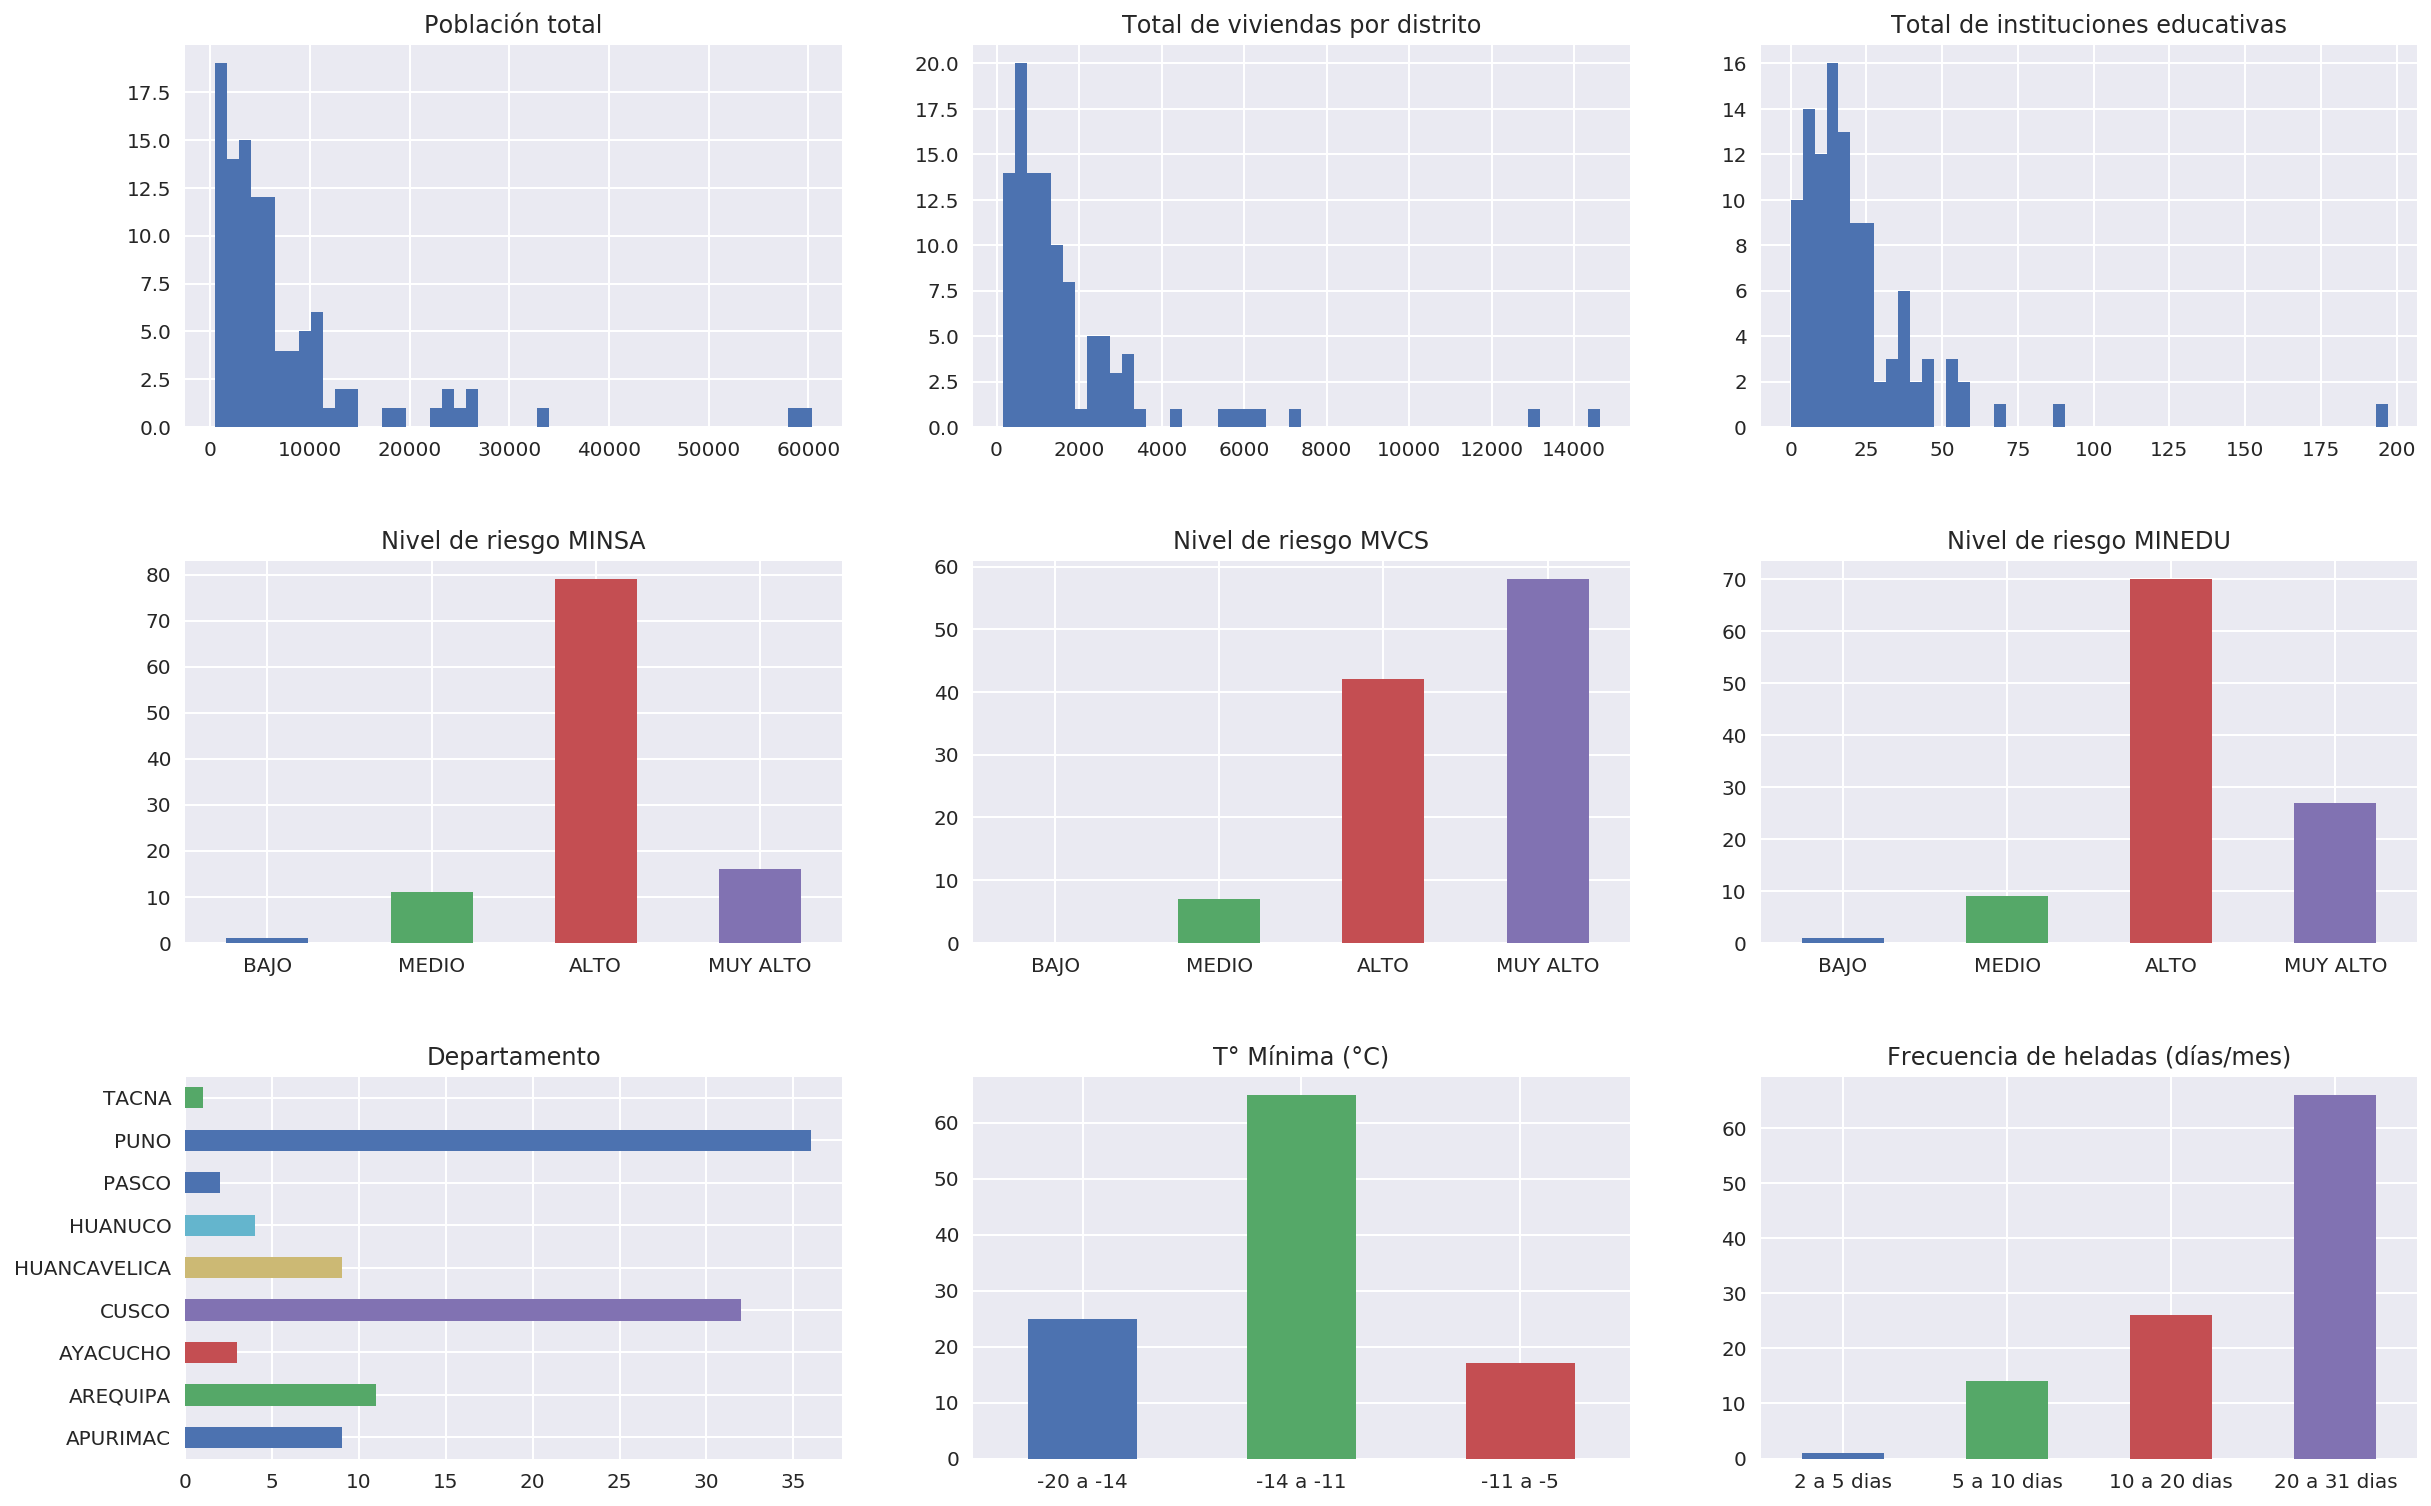 Población total
17.5
15.0
12.5
10.0
7.5
5.0
2.5
0.0
0 10000 20000 30000 40000 50000 60000
Total de viviendas por distrito
20.0
17.5
15.0
12.5
10.0
7.5
5.0
2.5
0.0
0 2000 4000 6000 8000 10000 12000 14000
Total de instituciones educativas
16
14
12
10
8
6
4
2
0
0 25 50 75 100 125 150 175 200
Nivel de riesgo MINSA
80
70
60
50
40
30
20
10
0
BAJO MEDIO ALTO MUY ALTO
Nivel de riesgo MVCS
60
50
40
30
20
10
0
BAJO MEDIO ALTO MUY ALTO
Nivel de riesgo MINEDU
70
60
50
40
30
20
10
0
BAJO MEDIO ALTO MUY ALTO
Departamento
TACNA
PUNO
PASCO
HUANUCO
HUANCAVELICA
CUSCO
AYACUCHO
AREQUIPA
APURIMAC
0 5 10 15 20 25 30 35
T° Mínima (°C)
60
50
40
30
20
10
0
-20 a -14 -14 a -11 -11 a -5
Frecuencia de heladas (días/mes)
60
50
40
30
20
10
0
2 a 5 dias 5 a 10 dias 10 a 20 dias 20 a 31 dias